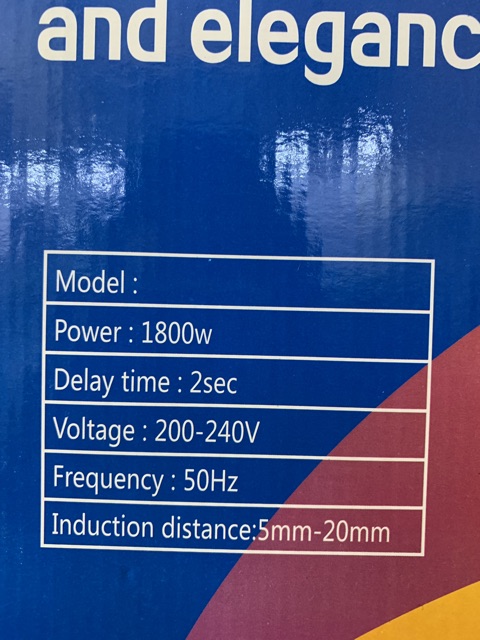 and eleganc
Model :
Power : 1800w
Delay time : 2sec
Voltage : 200-240V
Frequency : 50Hz
Induction distance:5mm-20mm